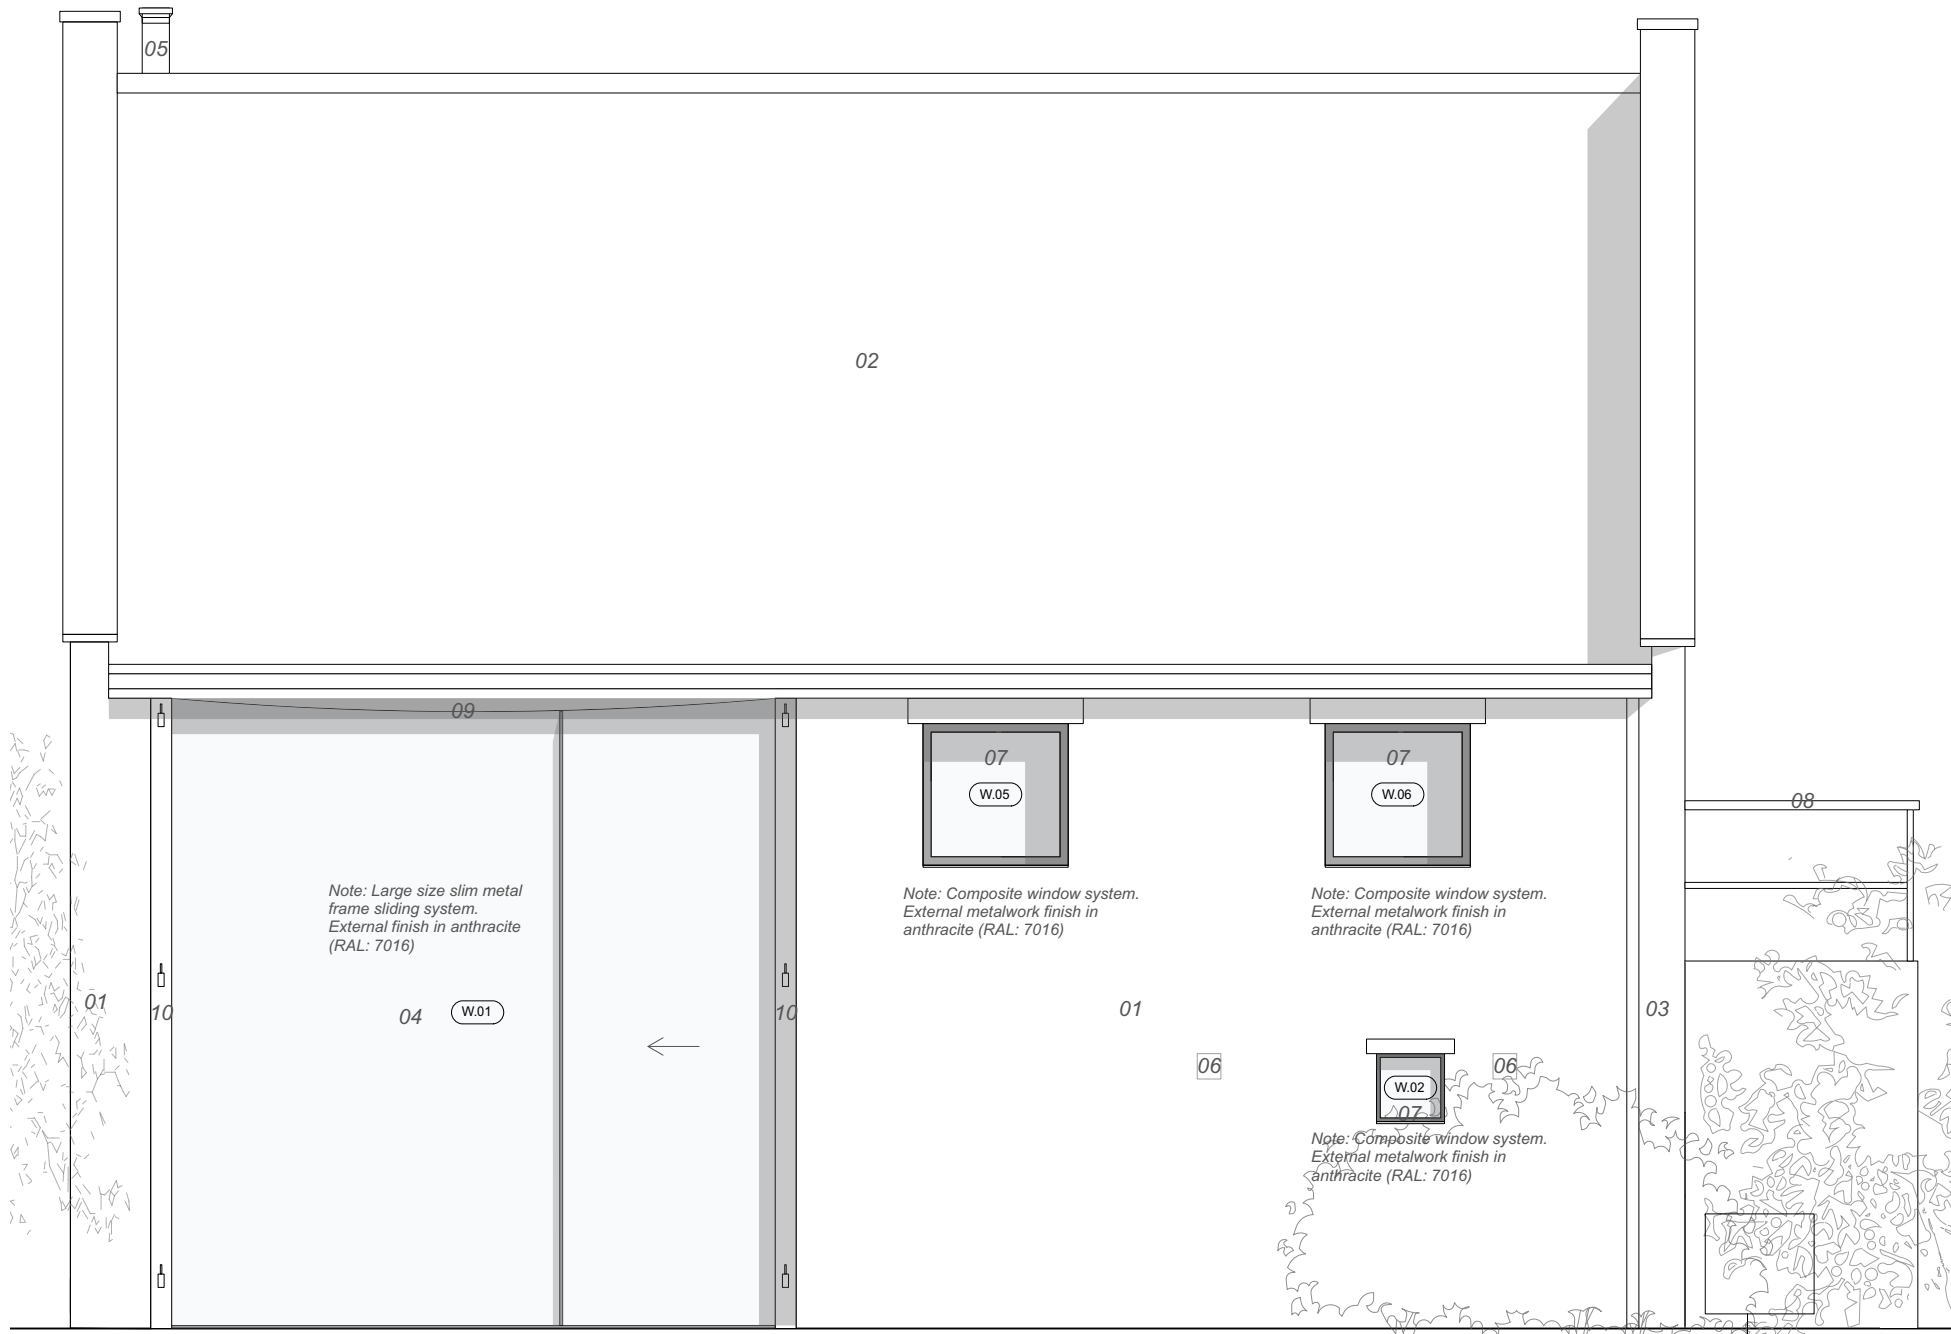 05
02
09
07
W.05
07
W.06
08
Note: Large size slim metal
frame sliding system.
External finish in anthracite
(RAL: 7016)
Note: Composite window system.
External metalwork finish in
anthracite (RAL: 7016)
Note: Composite window system.
External metalwork finish in
anthracite (RAL: 7016)
01
10
04
W.01
10
01
03
06
06
W.02
07
Note: Composite window system.
External metalwork finish in
anthracite (RAL: 7016)